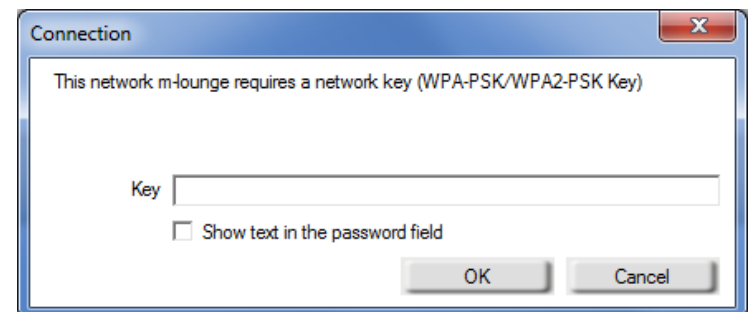 Connection
This network m-lounge requires a network key (WPA-PSK/WPA2-PSK Key)
Key
Show text in the password field
OK Cancel